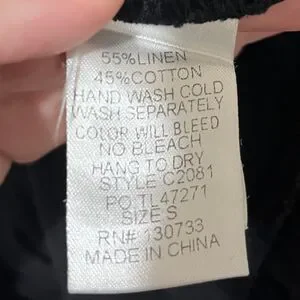 55%LINEN
45%COTTON
HAND WASH COLD
WASH SEPARATELY
COLOR WILL BLEED
NO BLEACH
HANG TO DRY
STYLE C2081
PO TL47271
SIZE S
RN# 130733
MADE IN CHINA